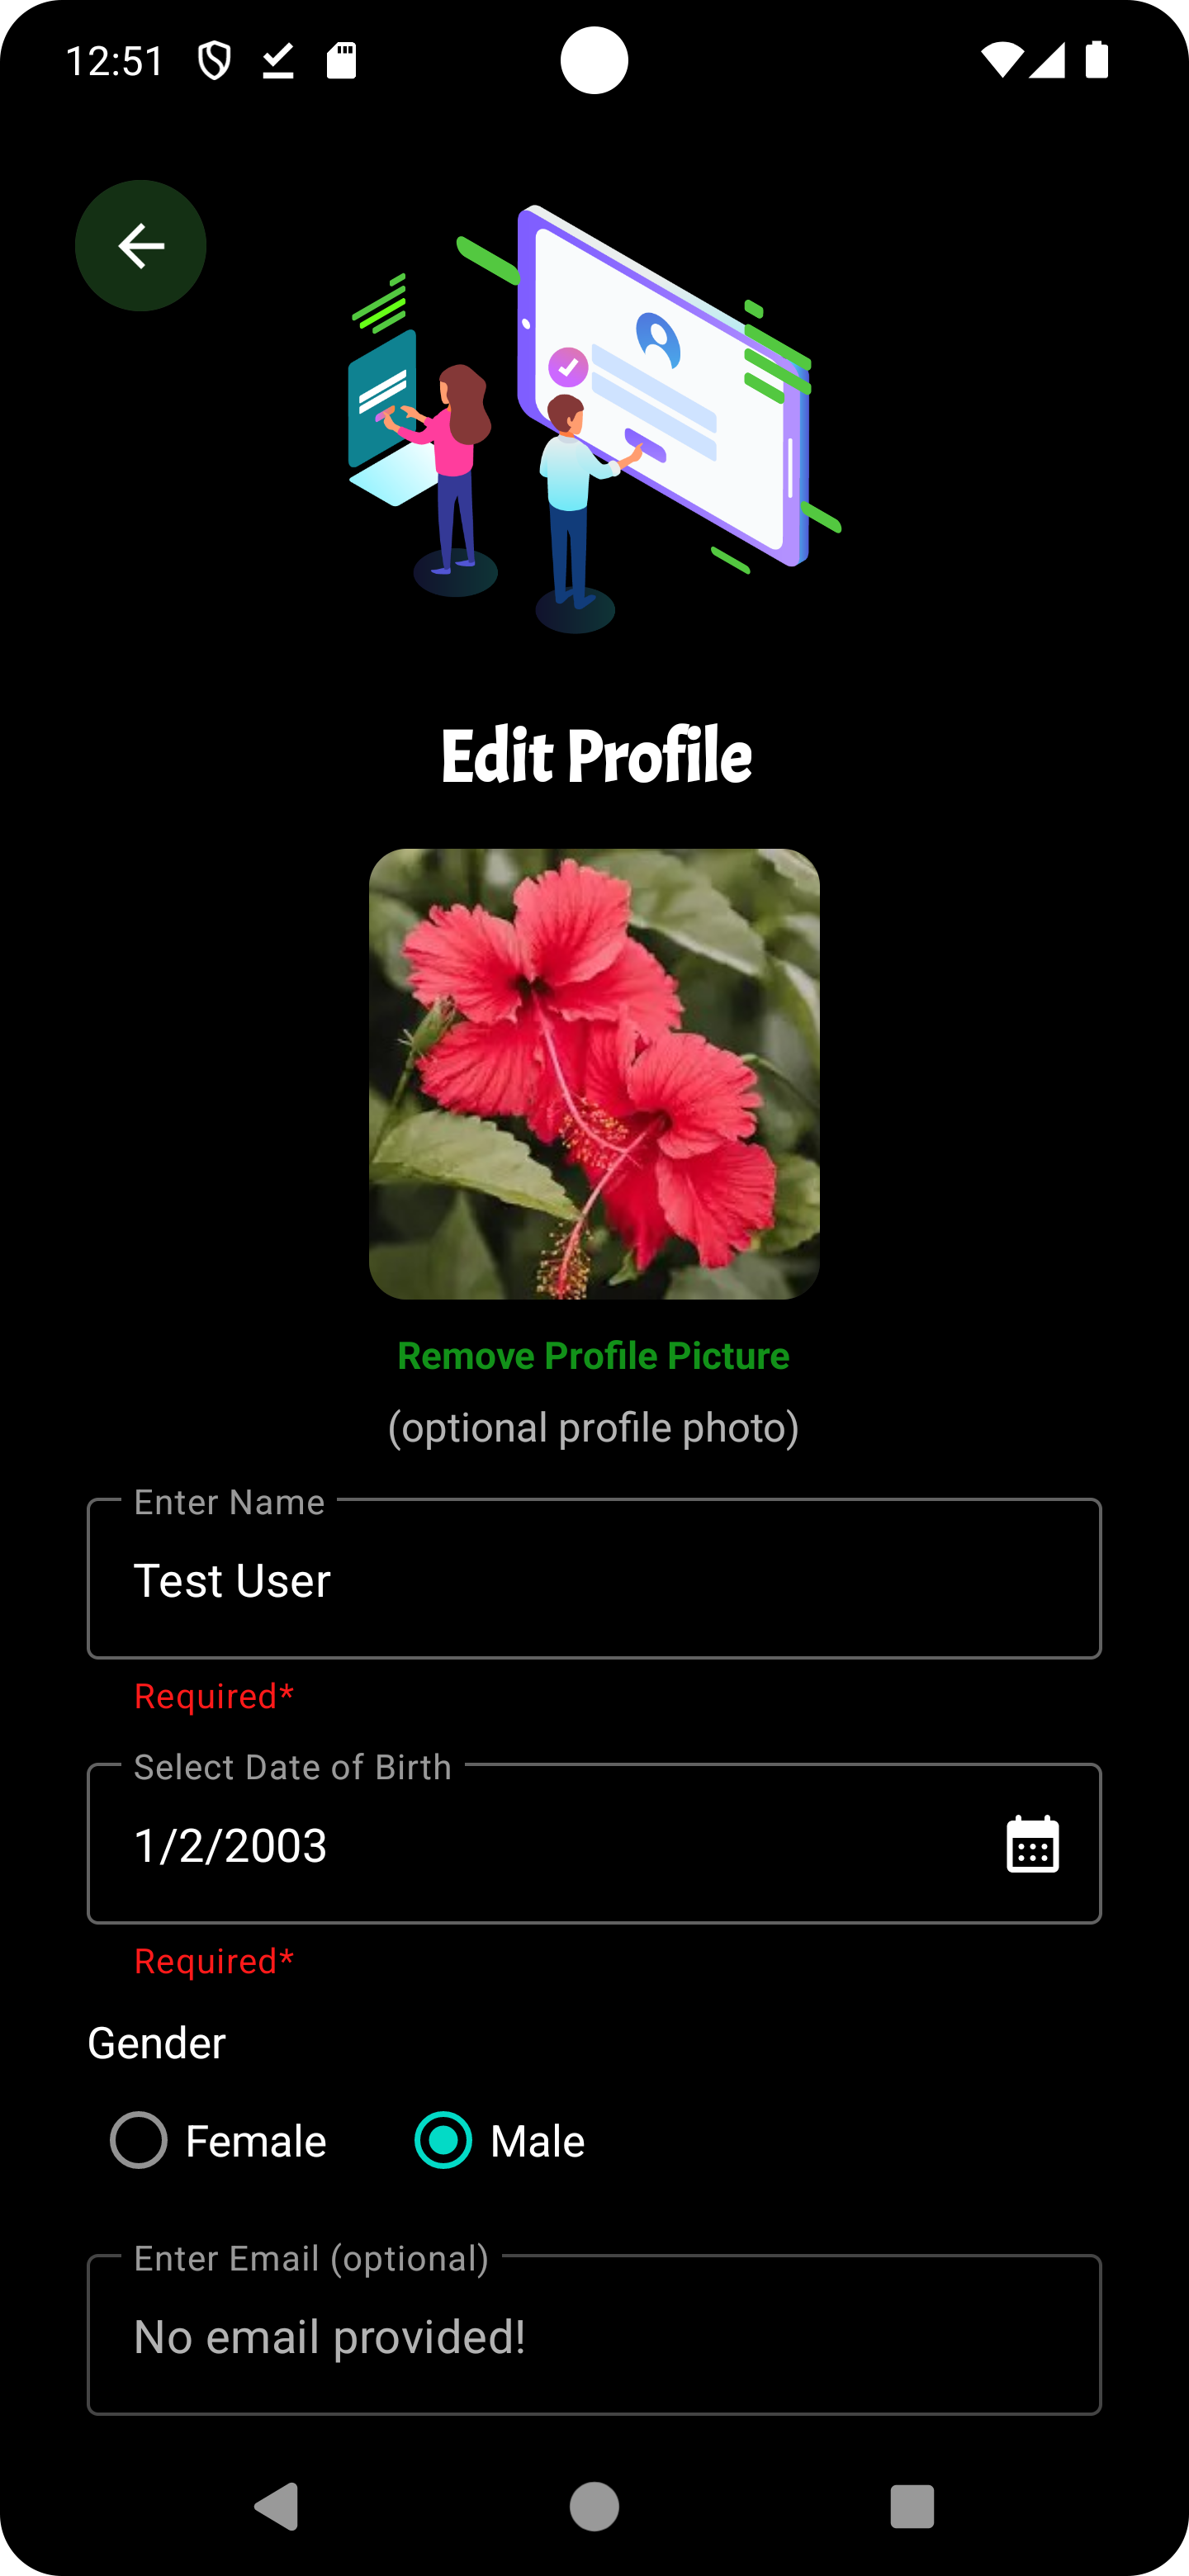 12:51
Edit Profile
Remove Profile Picture
(optional profile photo)
Enter Name
Test User
Required*
Select Date of Birth
1/2/2003
Required*
Gender
Female Male
Enter Email (optional)
No email provided!